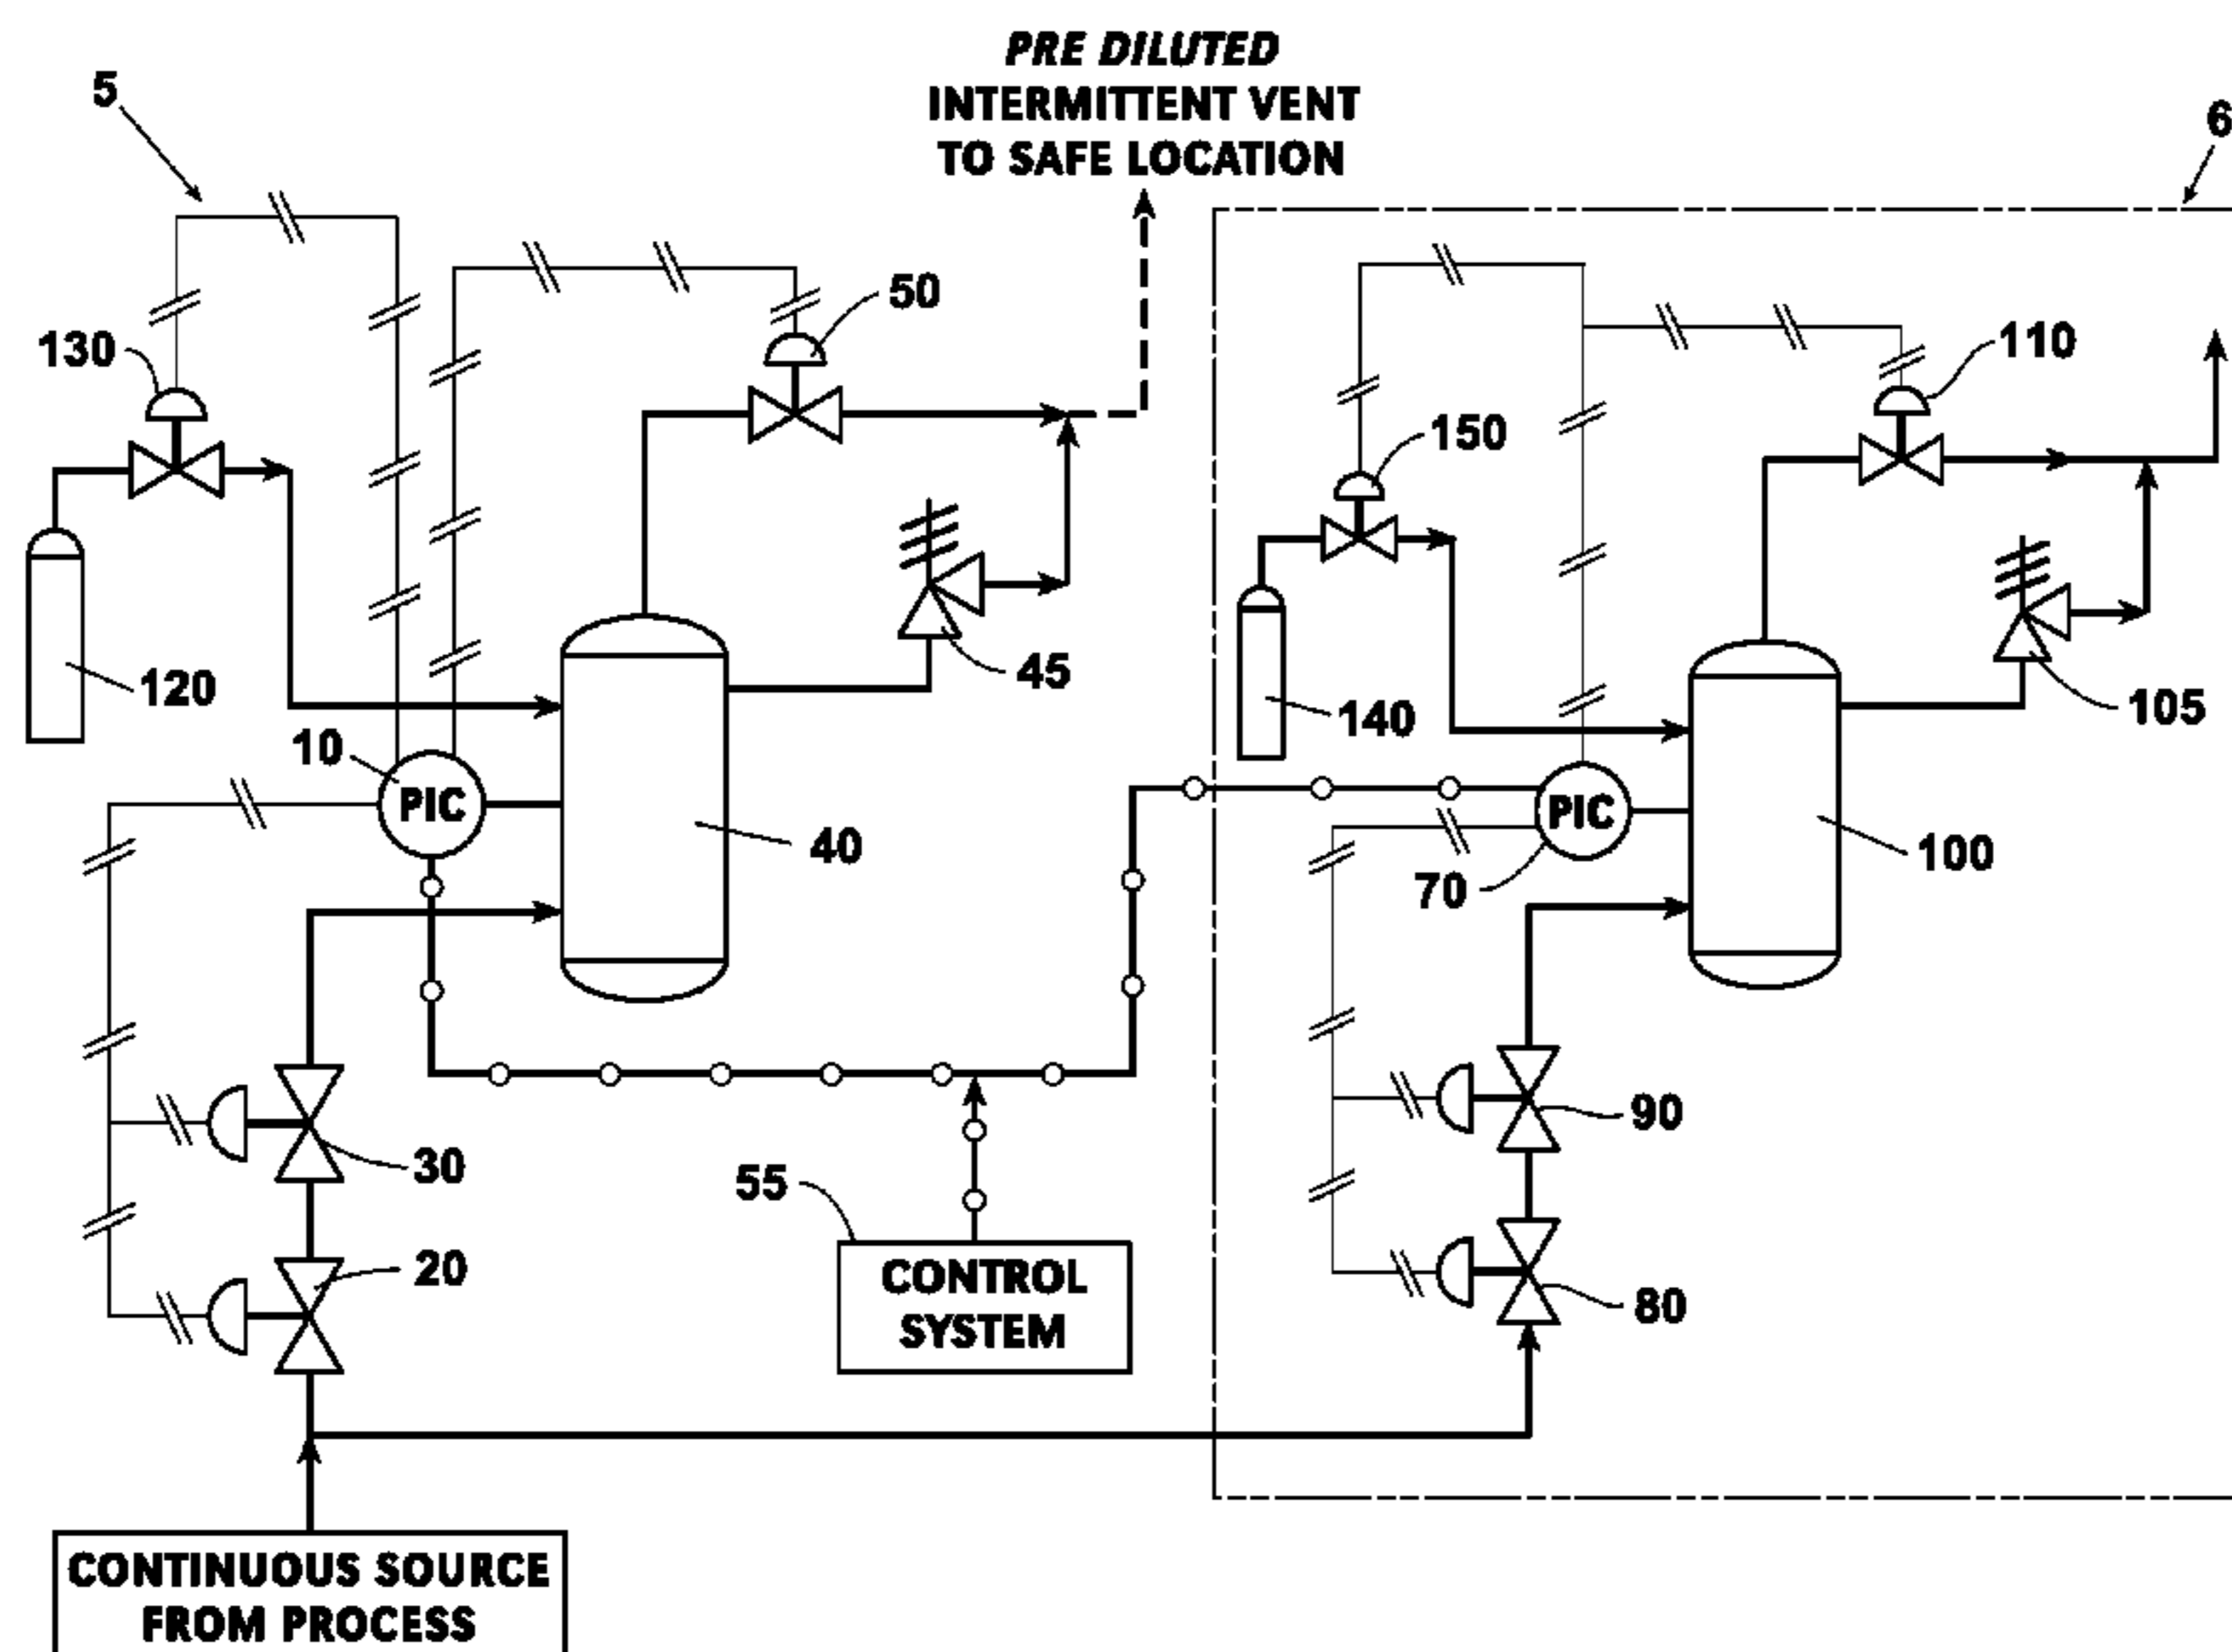 PRE DILUTED
INTERMITTENT VENT
TO SAFE LOCATION
5
6
130
50
110
150
120
45
140
105
10
PIC
PIC
40
100
70
30
90
55
20
80
CONTROL
SYSTEM
CONTINUOUS SOURCE
FROM PROCESS